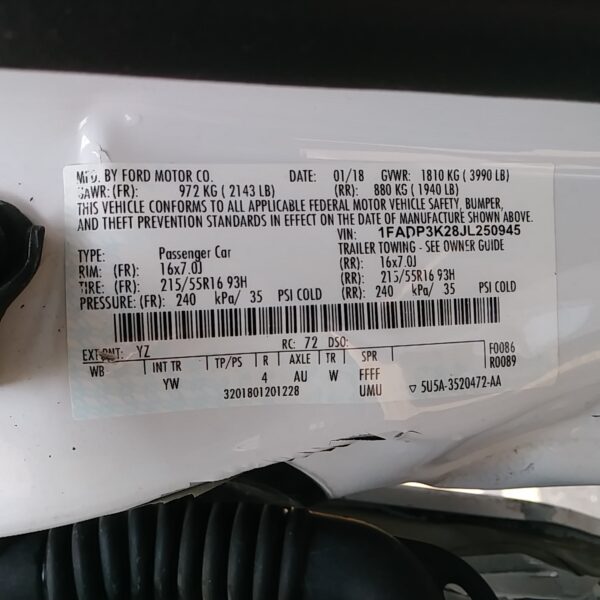 MFD. BY FORD MOTOR CO. DATE: 01/18 GVWR: 1810 KG ( 3990 LB)
GAWR: (FR): 972 KG ( 2143 LB) (RR): 880 KG ( 1940 LB)
THIS VEHICLE CONFORMS TO ALL APPLICABLE FEDERAL MOTOR VEHICLE SAFETY, BUMPER,
AND THEFT PREVENTION STANDARDS IN EFFECT ON THE DATE OF MANUFACTURE SHOWN ABOVE.
VIN: 1FADP3K28JL250945
TYPE: Passenger Car TRAILER TOWING - SEE OWNER GUIDE
RIM: (FR): 16x7.0J (RR): 16x7.0J
TIRE: (FR): 215/55R16 93H (RR): 215/55R16 93H
PRESSURE: (FR): 240 kPa/ 35 PSI COLD (RR): 240 kPa/ 35 PSI COLD
EXT PNT: YZ RC: 72 DSO: F0086
WB INT TR TP/PS R AXLE TR SPR R0089
YW 4 AU W FFFF
3201801201228 UMU ▽ 5U5A-3520472-AA